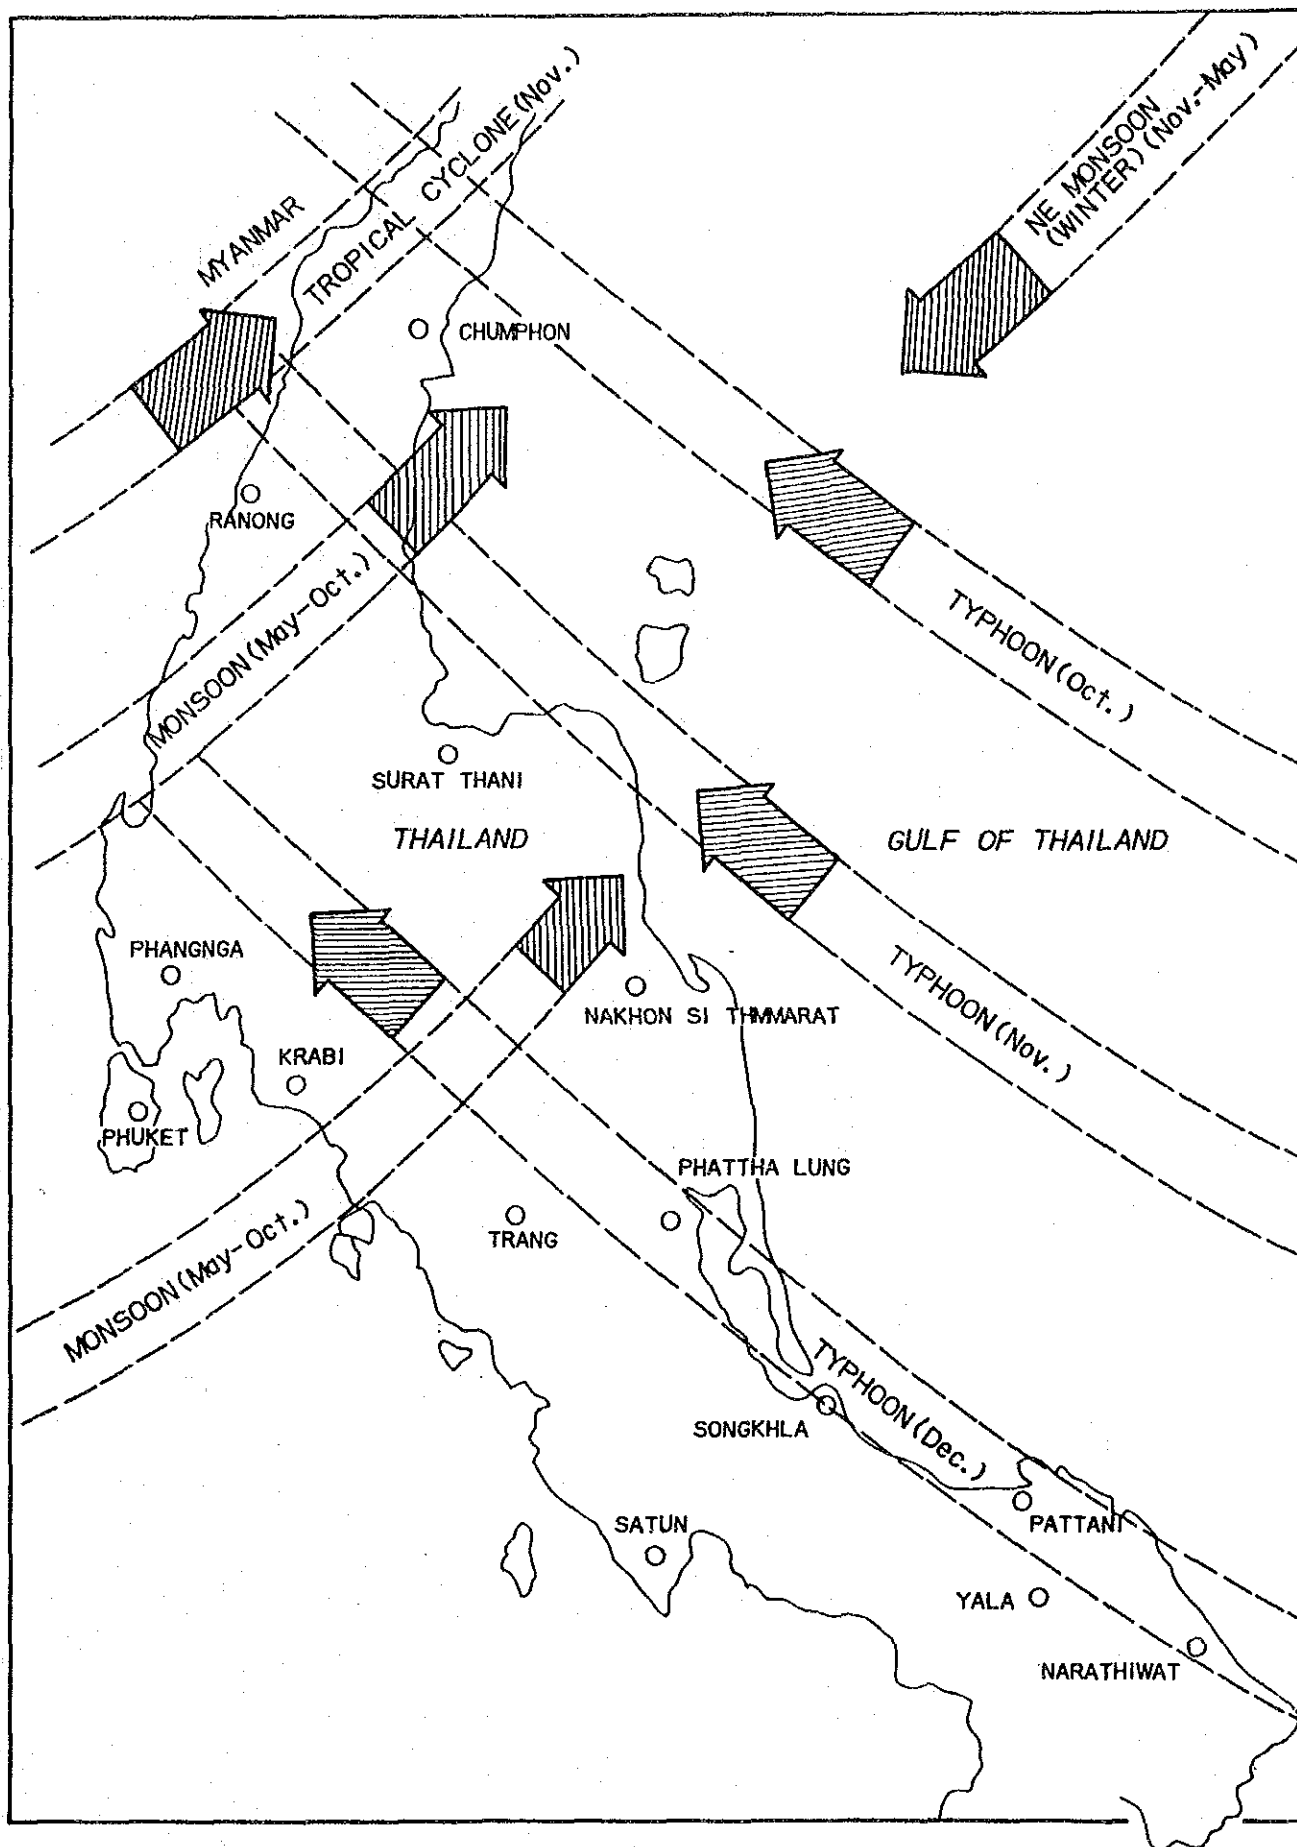 TROPICAL CYCLONE (Nov.)
NE MONSOON
(WINTER) (Nov.-May)
MYANMAR
CHUMPHON
RANONG
MONSOON (May-Oct.)
TYPHOON (Oct.)
SURAT THANI
THAILAND
GULF OF THAILAND
PHANGNGA
NAKHON SI THMMARAT
TYPHOON (Nov.)
KRABI
PHUKET
PHATTHA LUNG
TRANG
MONSOON (May-Oct.)
TYPHOON (Dec.)
SONGKHLA
PATTANI
SATUN
YALA
NARATHIWAT